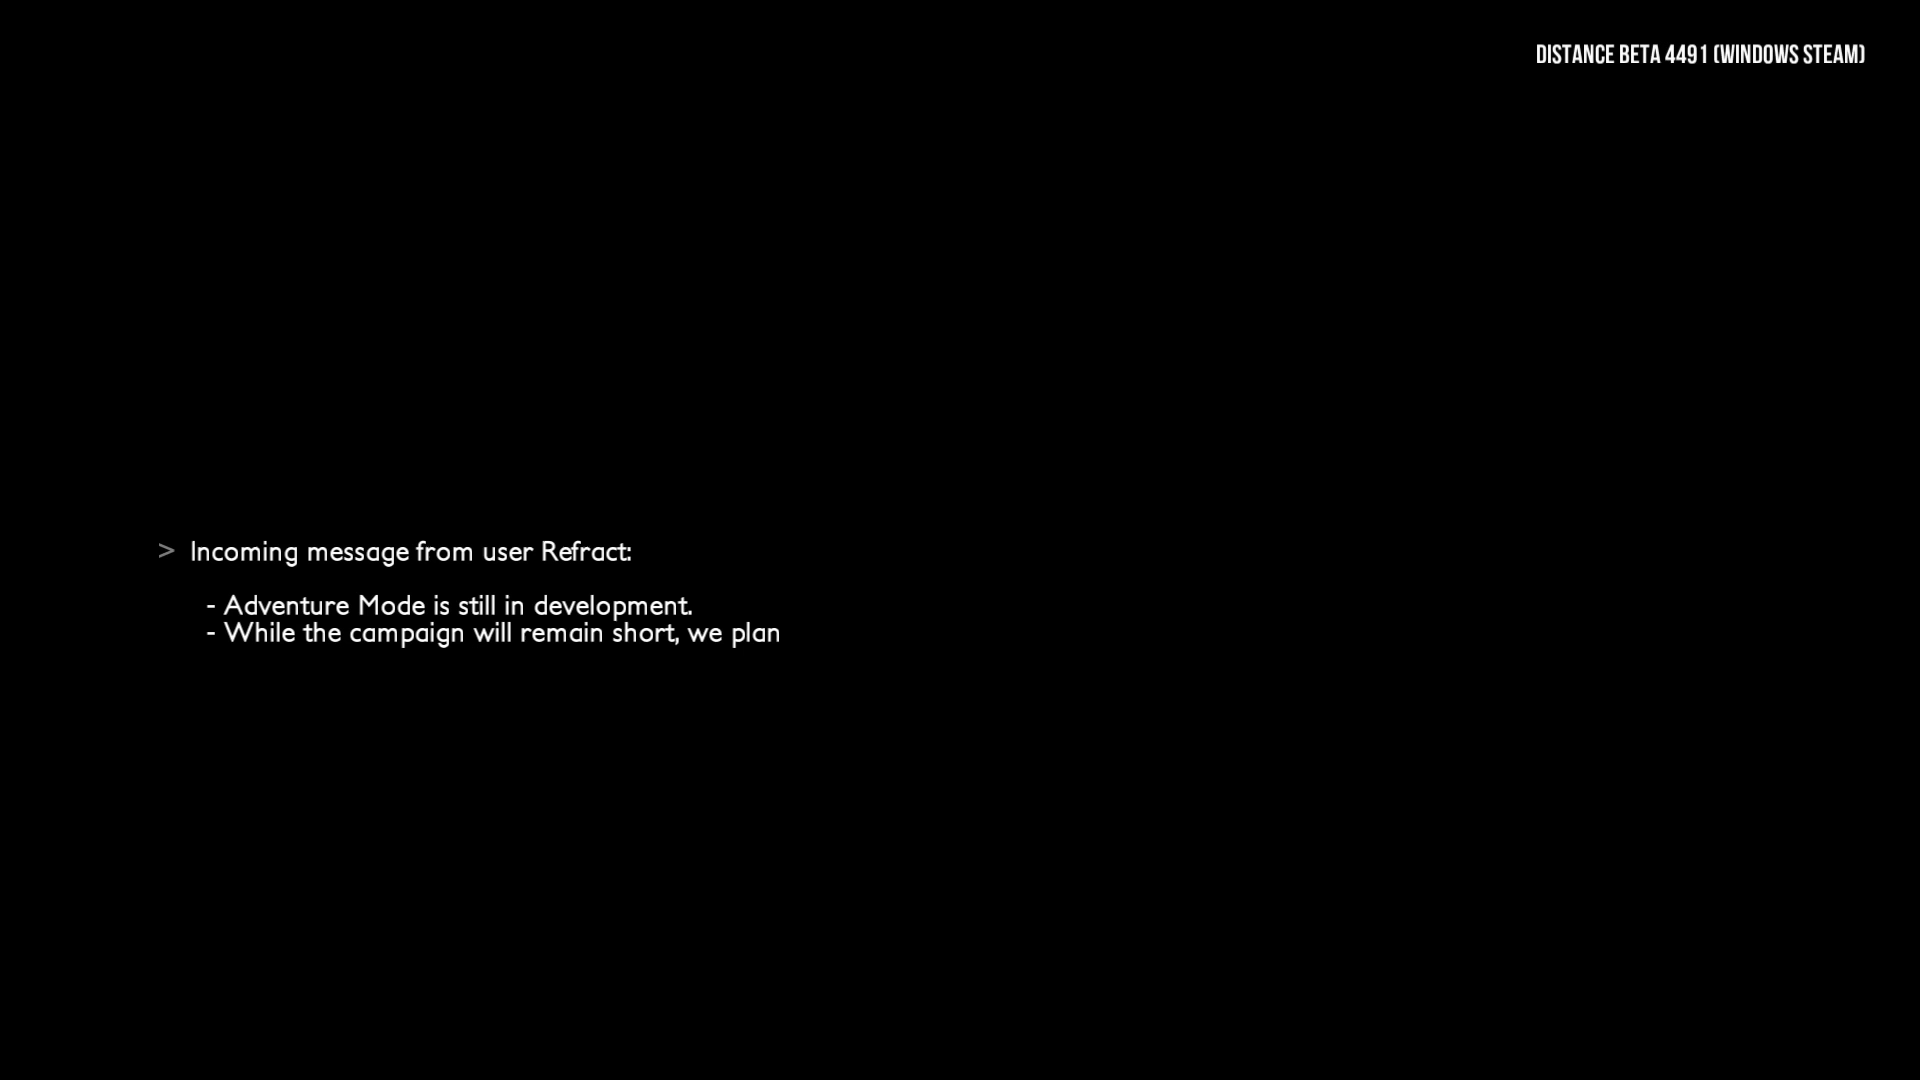 DISTANCE BETA 4491 (WINDOWS STEAM)
> Incoming message from user Refract:
- Adventure Mode is still in development.
- While the campaign will remain short, we plan